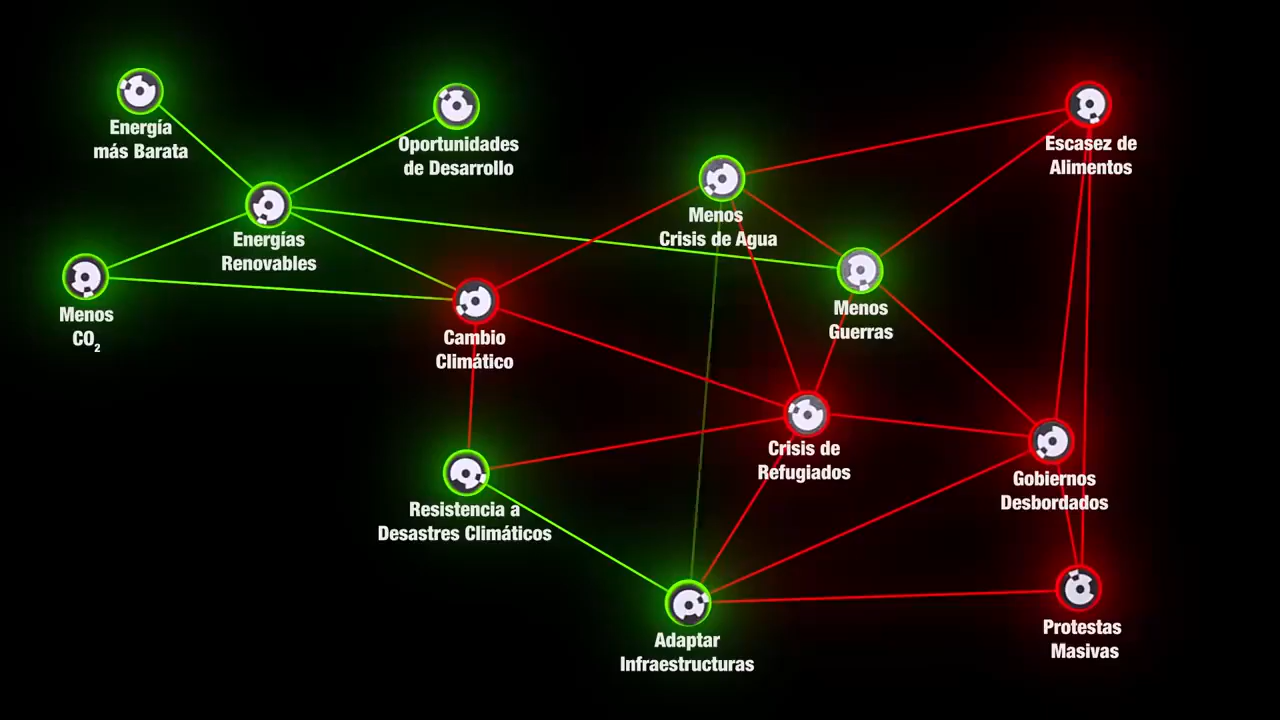 Energía
más Barata
Oportunidades
de Desarrollo
Escasez de
Alimentos
Energías
Renovables
Menos
Crisis de Agua
Menos
CO₂
Menos
Guerras
Cambio
Climático
Crisis de
Refugiados
Gobiernos
Desbordados
Resistencia a
Desastres Climáticos
Adaptar
Infraestructuras
Protestas
Masivas